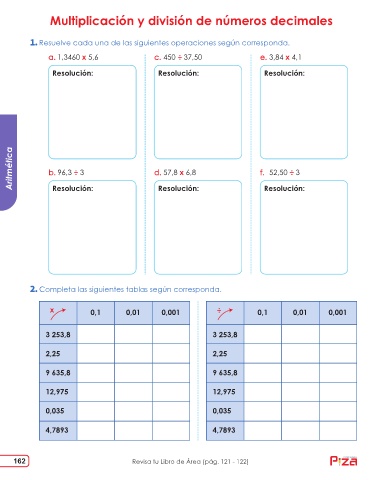 Multiplicación y división de números decimales
1. Resuelve cada una de las siguientes operaciones según corresponda.
a. 1,3460 x 5,6
c. 450 ÷ 37,50
e. 3,84 x 4,1
Resolución:
Resolución:
Resolución:
b. 96,3 ÷ 3
d. 57,8 x 6,8
f. 52,50 ÷ 3
Resolución:
Resolución:
Resolución:
Aritmética
2. Completa las siguientes tablas según corresponda.
x 0,1 0,01 0,001
3 253,8
2,25
9 635,8
12,975
0,035
4,7893
÷ 0,1 0,01 0,001
3 253,8
2,25
9 635,8
12,975
0,035
4,7893
162
Revisa tu Libro de Área (pág. 121 - 122)